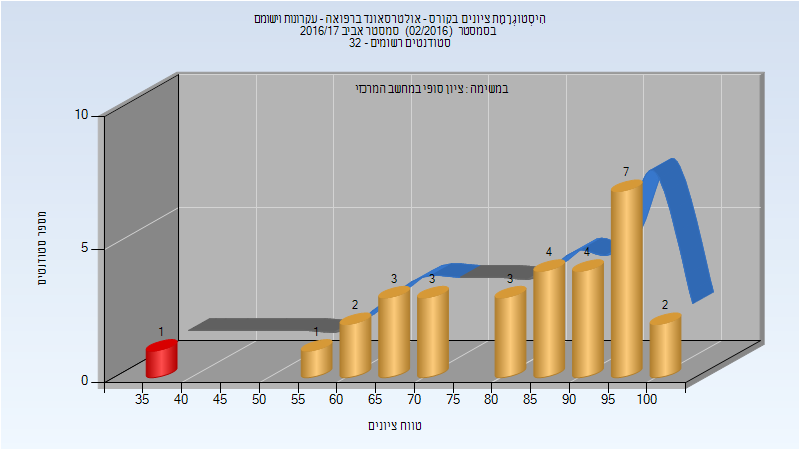 הִיסטוֹגְרָמַת ציונים בקורס - אולטרסאונד ברפואה - עקרונות וישומם
בסמסטר  (02/2016)  סמסטר אביב 2016/17
סטודנטים רשומים - 32
במשימה : ציון סופי במחשב המרכזי
מספר סטודנטים
10
5
0
1
1
2
3
3
3
4
4
7
2
35 40 45 50 55 60 65 70 75 80 85 90 95 100
טווח ציונים